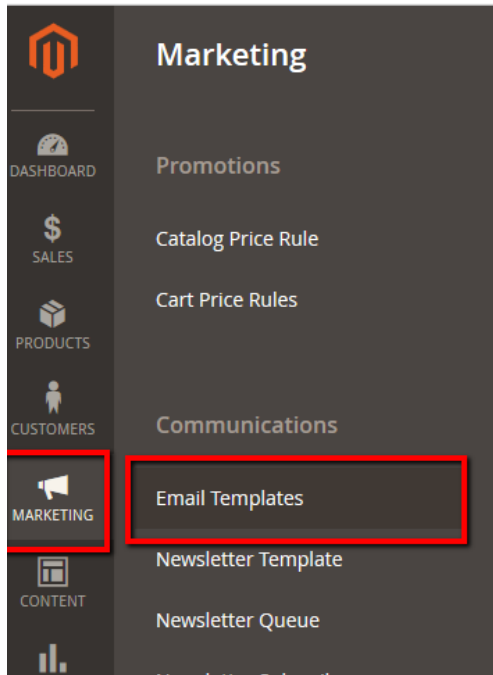 Marketing
DASHBOARD
SALES
PRODUCTS
CUSTOMERS
MARKETING
CONTENT
Promotions
Catalog Price Rule
Cart Price Rules
Communications
Email Templates
Newsletter Template
Newsletter Queue